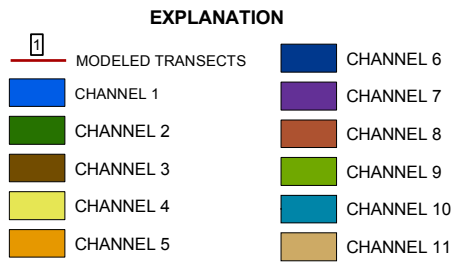 EXPLANATION
1
MODELED TRANSECTS
CHANNEL 1
CHANNEL 2
CHANNEL 3
CHANNEL 4
CHANNEL 5
CHANNEL 6
CHANNEL 7
CHANNEL 8
CHANNEL 9
CHANNEL 10
CHANNEL 11